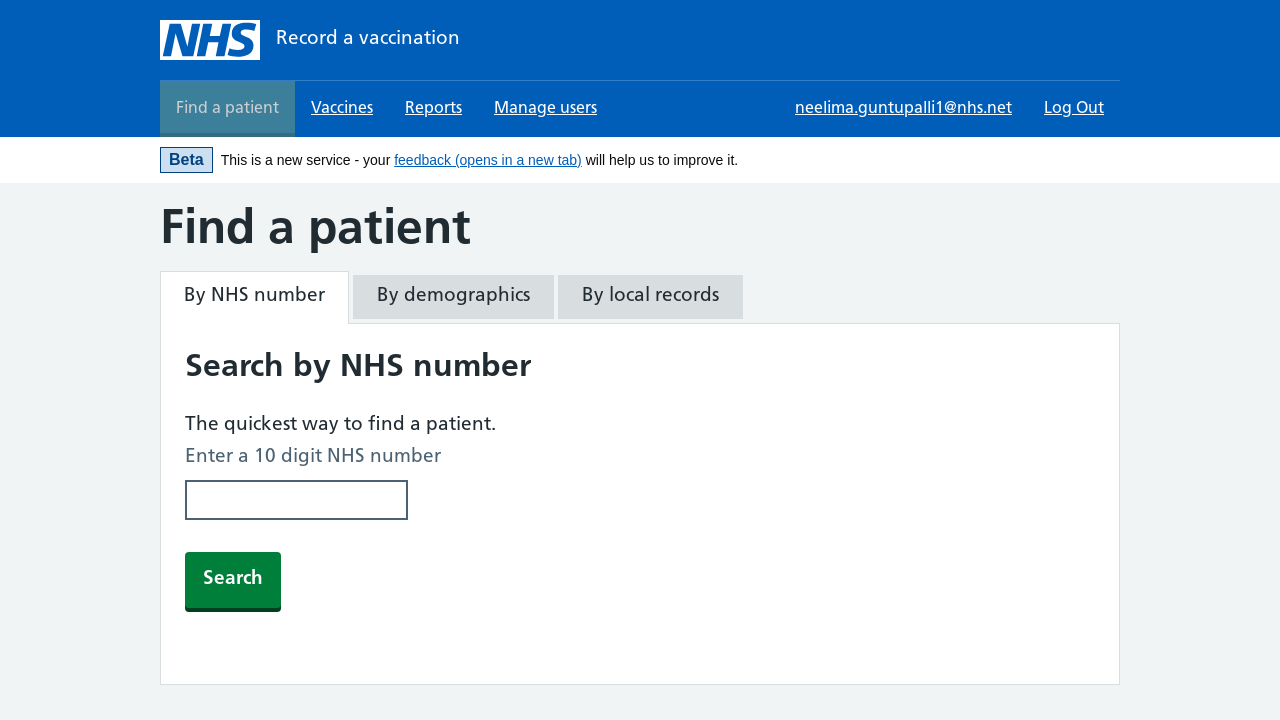 NHS Record a vaccination
Find a patient Vaccines Reports Manage users neelima.guntupalli1@nhs.net Log Out
Beta This is a new service - your feedback (opens in a new tab) will help us to improve it.
Find a patient
By NHS number By demographics By local records
Search by NHS number
The quickest way to find a patient.
Enter a 10 digit NHS number
Search